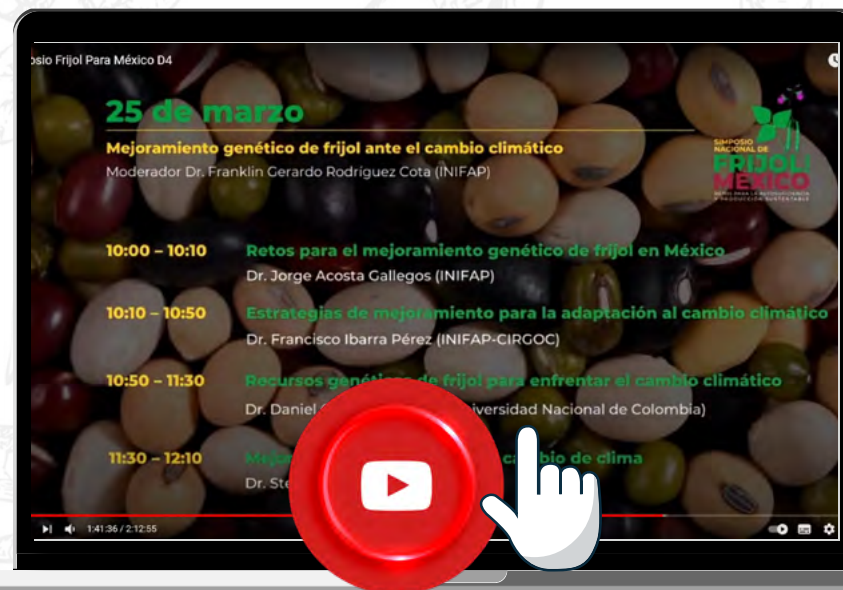 osio Frijol Para México D4
25 de marzo
Mejoramiento genético de frijol ante el cambio climático
Moderador Dr. Franklin Gerardo Rodríguez Cota (INIFAP)
SIMPOSIO
NACIONAL DE
FRIJOL
MÉXICO
10:00 – 10:10 Retos para el mejoramiento genético de frijol en México
Dr. Jorge Acosta Gallegos (INIFAP)
10:10 – 10:50 Estrategias de mejoramiento para la adaptación al cambio climático
Dr. Francisco Ibarra Pérez (INIFAP-CIRGOC)
10:50 – 11:30 Recursos genéticos de frijol para enfrentar el cambio climático
Dr. Daniel iversidad Nacional de Colombia)
11:30 – 12:10 de clima
Dr. Ste
1:41:36 / 2:12:55